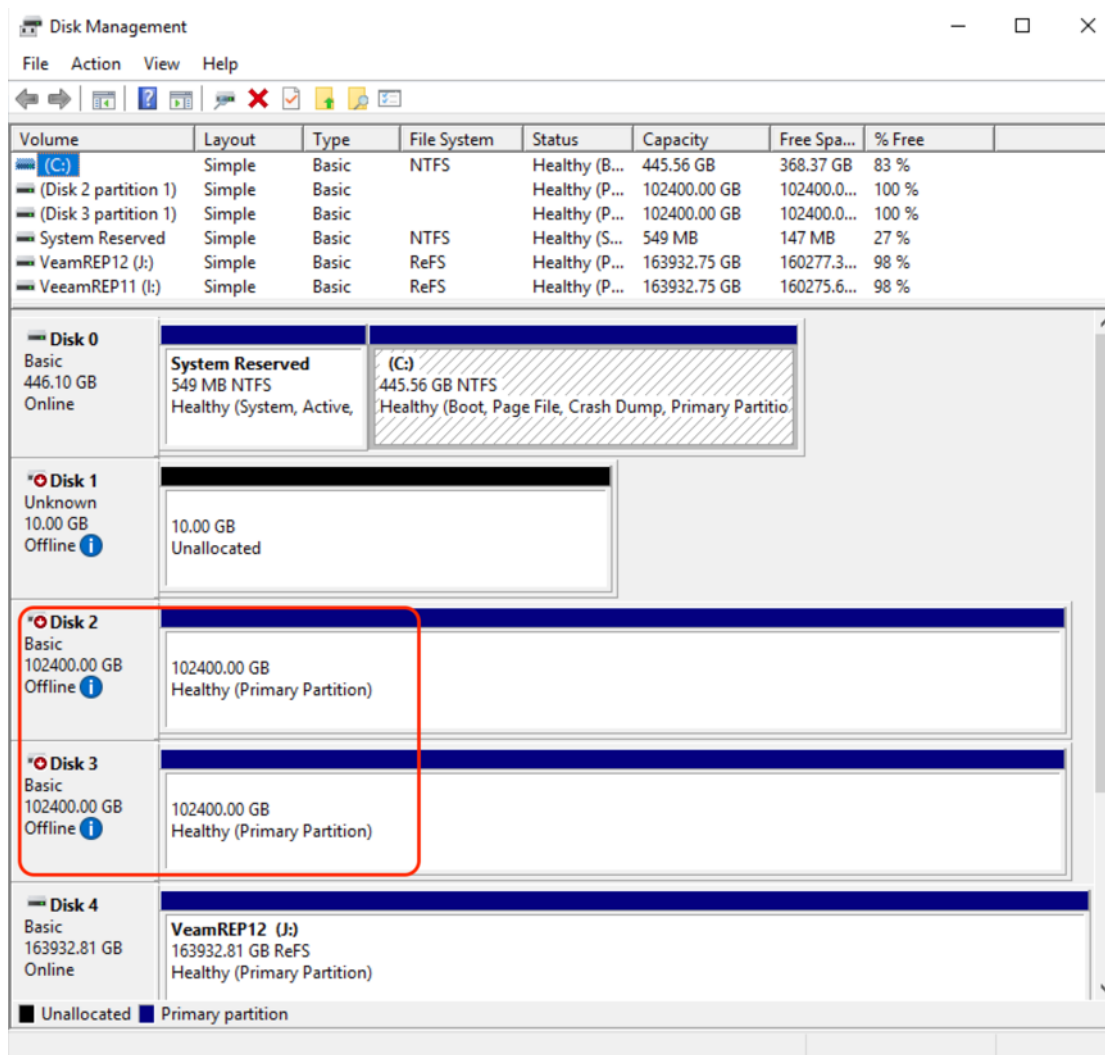 Disk Management
File Action View Help
Volume Layout Type File System Status Capacity Free Spa... % Free
(C:) Simple Basic NTFS Healthy (B... 445.56 GB 368.37 GB 83 %
(Disk 2 partition 1) Simple Basic Healthy (P... 102400.00 GB 102400.0... 100 %
(Disk 3 partition 1) Simple Basic Healthy (P... 102400.00 GB 102400.0... 100 %
System Reserved Simple Basic NTFS Healthy (S... 549 MB 147 MB 27 %
VeamREP12 (J:) Simple Basic ReFS Healthy (P... 163932.75 GB 160277.3... 98 %
VeeamREP11 (I:) Simple Basic ReFS Healthy (P... 163932.75 GB 160275.6... 98 %
Disk 0
Basic
446.10 GB
Online
System Reserved
549 MB NTFS
Healthy (System, Active,
(C:)
445.56 GB NTFS
Healthy (Boot, Page File, Crash Dump, Primary Partitio
Disk 1
Unknown
10.00 GB
Offline
10.00 GB
Unallocated
Disk 2
Basic
102400.00 GB
Offline
102400.00 GB
Healthy (Primary Partition)
Disk 3
Basic
102400.00 GB
Offline
102400.00 GB
Healthy (Primary Partition)
Disk 4
Basic
163932.81 GB
Online
VeamREP12 (J:)
163932.81 GB ReFS
Healthy (Primary Partition)
Unallocated Primary partition